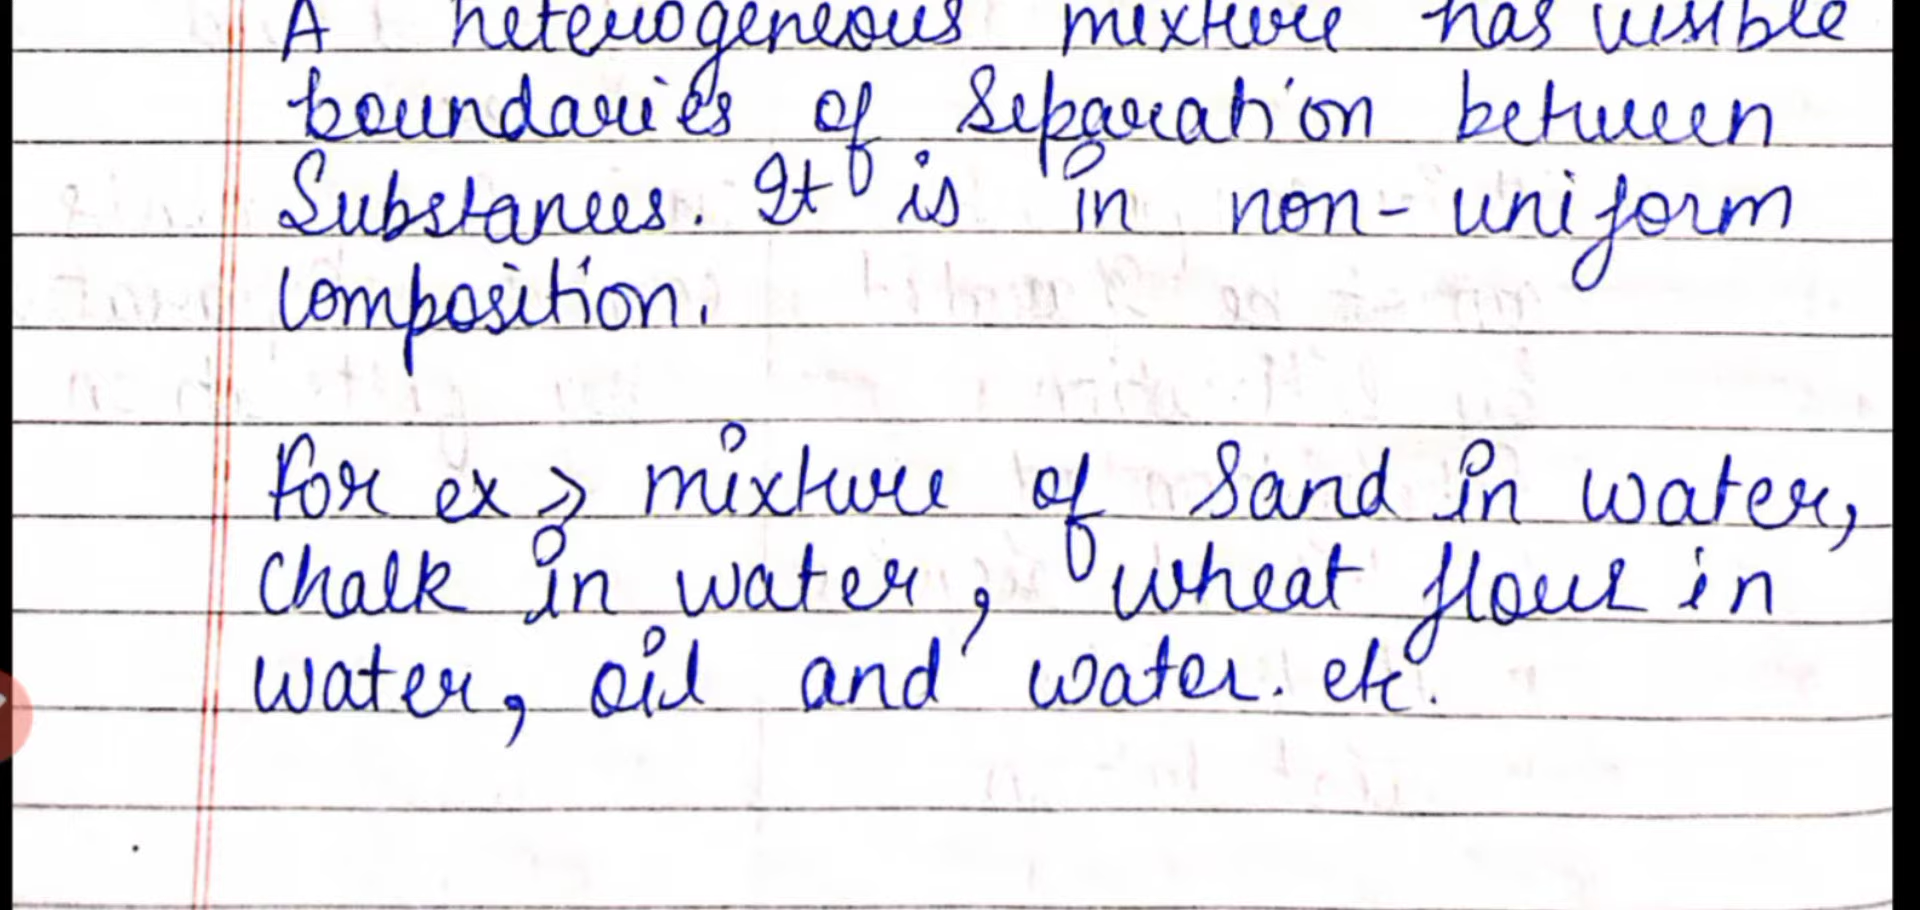 A heterogeneous mixture has visible
boundaries of Separation between
Substances. It is in non-uniform
Composition.
For ex > mixture of Sand in water,
Chalk in water, wheat flour in
water, oil and water. etc.